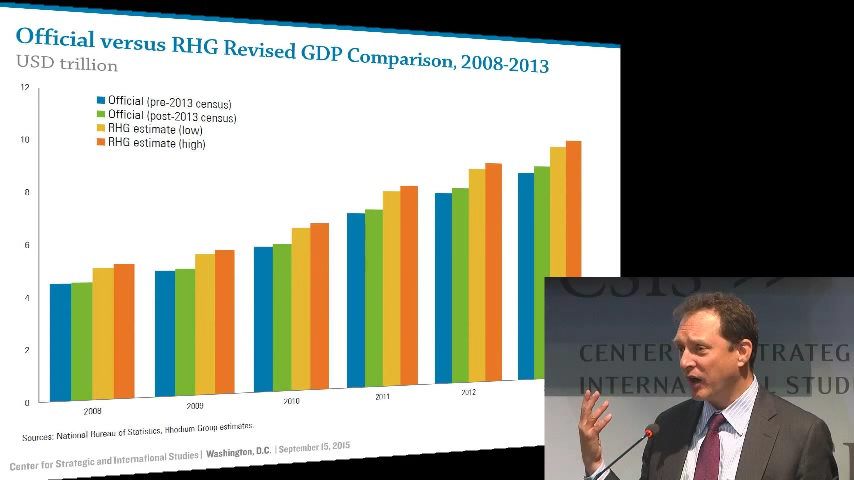 Official versus RHG Revised GDP Comparison, 2008-2013
USD trillion
12
10
8
6
4
2
0
Official (pre-2013 census)
Official (post-2013 census)
RHG estimate (low)
RHG estimate (high)
2008
2009
2010
2011
2012
Sources: National Bureau of Statistics, Rhodium Group estimates.
Center for Strategic and International Studies | Washington, D.C. | September 15, 2015
CSIS
CENTER
STRATEG
INTERNATIONAL STUD